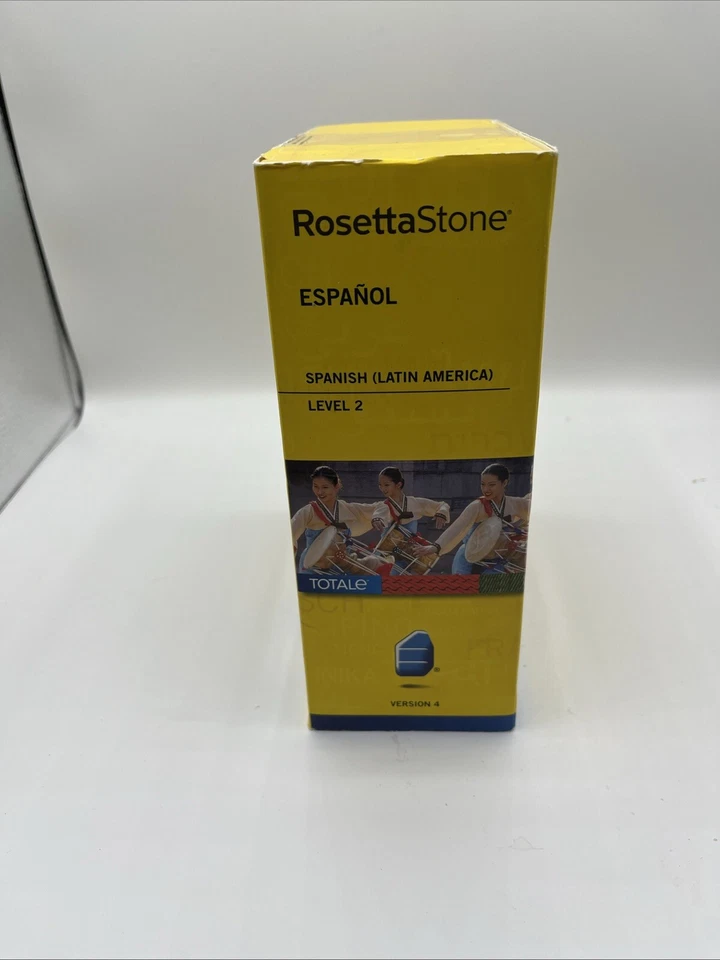 RosettaStone®
ESPAÑOL
SPANISH (LATIN AMERICA)
LEVEL 2
TOTALe
®
VERSION 4